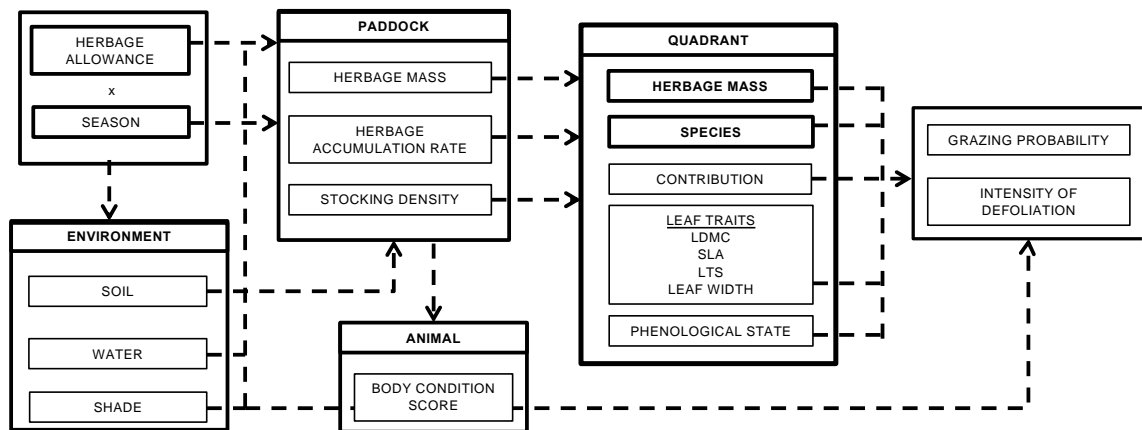 HERBAGE
ALLOWANCE
x
SEASON
ENVIRONMENT
SOIL
WATER
SHADE
PADDOCK
HERBAGE MASS
HERBAGE
ACCUMULATION RATE
STOCKING DENSITY
ANIMAL
BODY CONDITION
SCORE
QUADRANT
HERBAGE MASS
SPECIES
CONTRIBUTION
LEAF TRAITS
LDMC
SLA
LTS
LEAF WIDTH
PHENOLOGICAL STATE
GRAZING PROBABILITY
INTENSITY OF
DEFOLIATION